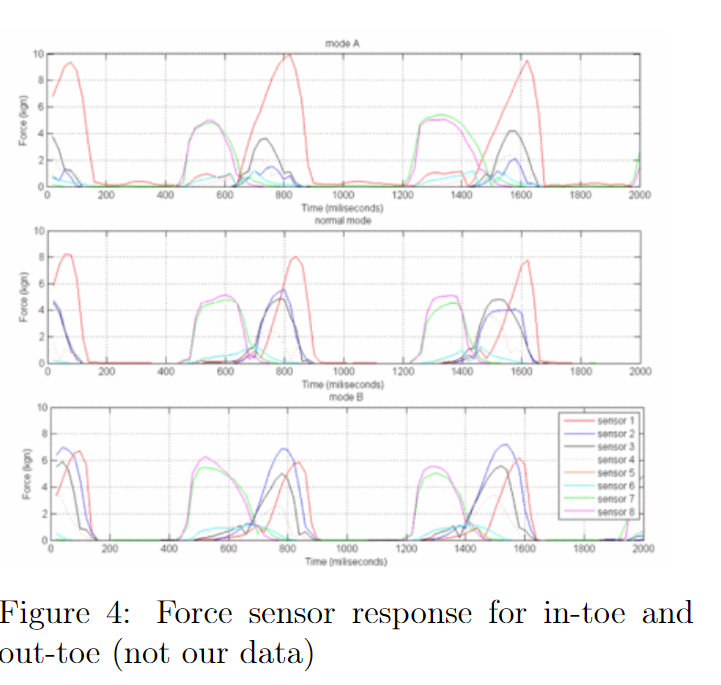 mode A
10
8
6
4
2
0
Force (kgn)
0 200 400 600 800 1000 1200 1400 1600 1800 2000
Time (miliseconds)
normal mode
10
8
6
4
2
0
Force (kgn)
0 200 400 600 800 1000 1200 1400 1600 1800 2000
Time (miliseconds)
mode B
10
8
6
4
2
0
Force (kgn)
sensor 1
sensor 2
sensor 3
sensor 4
sensor 5
sensor 6
sensor 7
sensor 8
0 200 400 600 800 1000 1200 1400 1600 1800 2000
Time (miliseconds)
Figure 4: Force sensor response for in-toe and
out-toe (not our data)